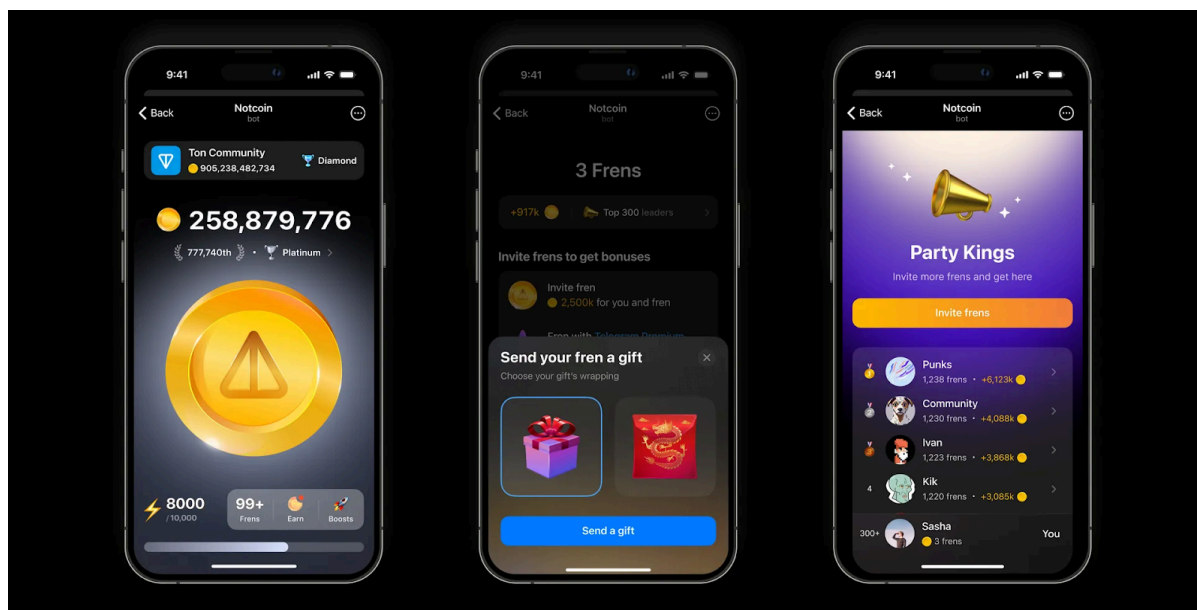 9:41
Back
Notcoin
bot
Ton Community
905,238,482,734
Diamond
258,879,776
777,740th • Platinum >
8000
/ 10,000
99+
Frens
Earn
Boosts
9:41
Back
Notcoin
bot
3 Frens
+917k
Top 300 leaders
Invite frens to get bonuses
Invite fren
2,500k for you and fren
Fren with Telegram Premium
Send your fren a gift
Choose your gift's wrapping
Send a gift
9:41
Back
Notcoin
bot
Party Kings
Invite more frens and get here
Invite frens
Punks
1,238 frens • +6,123k
Community
1,230 frens • +4,088k
Ivan
1,223 frens • +3,868k
4
Kik
1,220 frens • +3,085k
300+
Sasha
3 frens
You